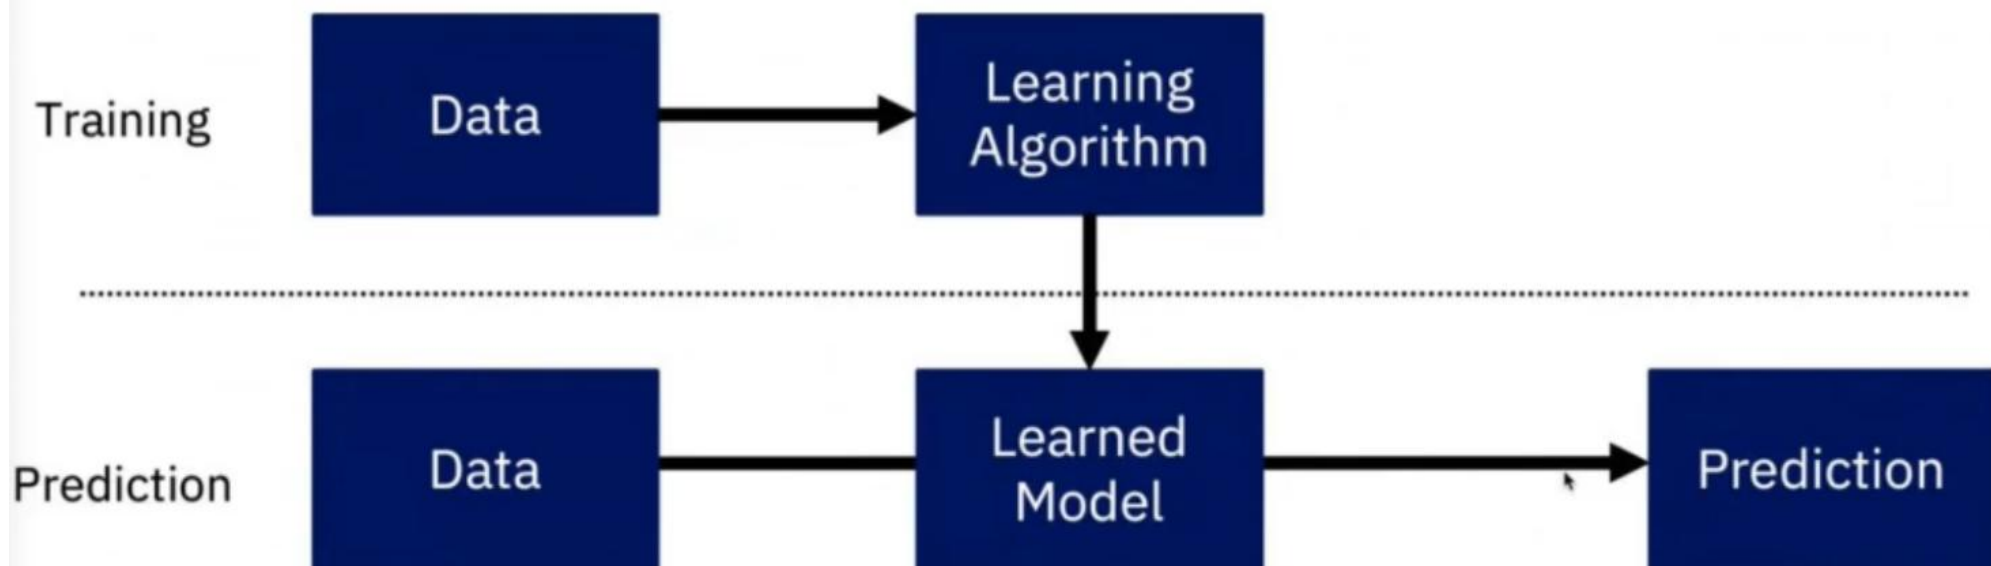 Training
Data
Learning
Algorithm
Prediction
Data
Learned
Model
Prediction